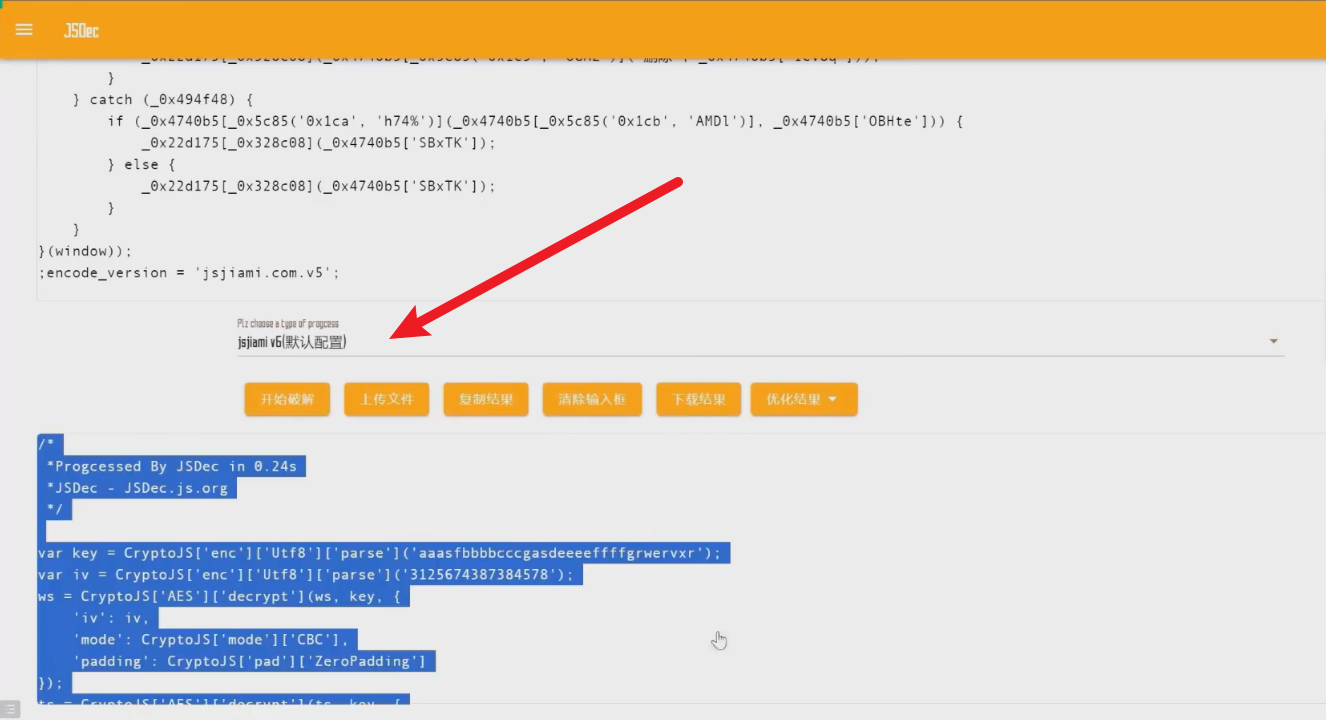 JSDec
}
} catch (_0x494f48) {
if (_0x4740b5[_0x5c85('0x1ca', 'h74%')](_0x4740b5[_0x5c85('0x1cb', 'AMDl')], _0x4740b5['OBHte'])) {
_0x22d175[_0x328c08](_0x4740b5['SBxTK']);
} else {
_0x22d175[_0x328c08](_0x4740b5['SBxTK']);
}
}
}(window));
;encode_version = 'jsjiami.com.v5';
Plz choose a type of progcess
jsjiami v6(默认配置)
开始破解 上传文件 复制结果 清除输入框 下载结果 优化结果
/*
*Progcessed By JSDec in 0.24s
*JSDec - JSDec.js.org
*/
var key = CryptoJS['enc']['Utf8']['parse']('aaasfbbbbcccgasdeeeeffffgrwervxr');
var iv = CryptoJS['enc']['Utf8']['parse']('3125674387384578');
ws = CryptoJS['AES']['decrypt'](ws, key, {
'iv': iv,
'mode': CryptoJS['mode']['CBC'],
'padding': CryptoJS['pad']['ZeroPadding']
});
ts = CryptoJS['AES']['decrypt'](ts, key, {